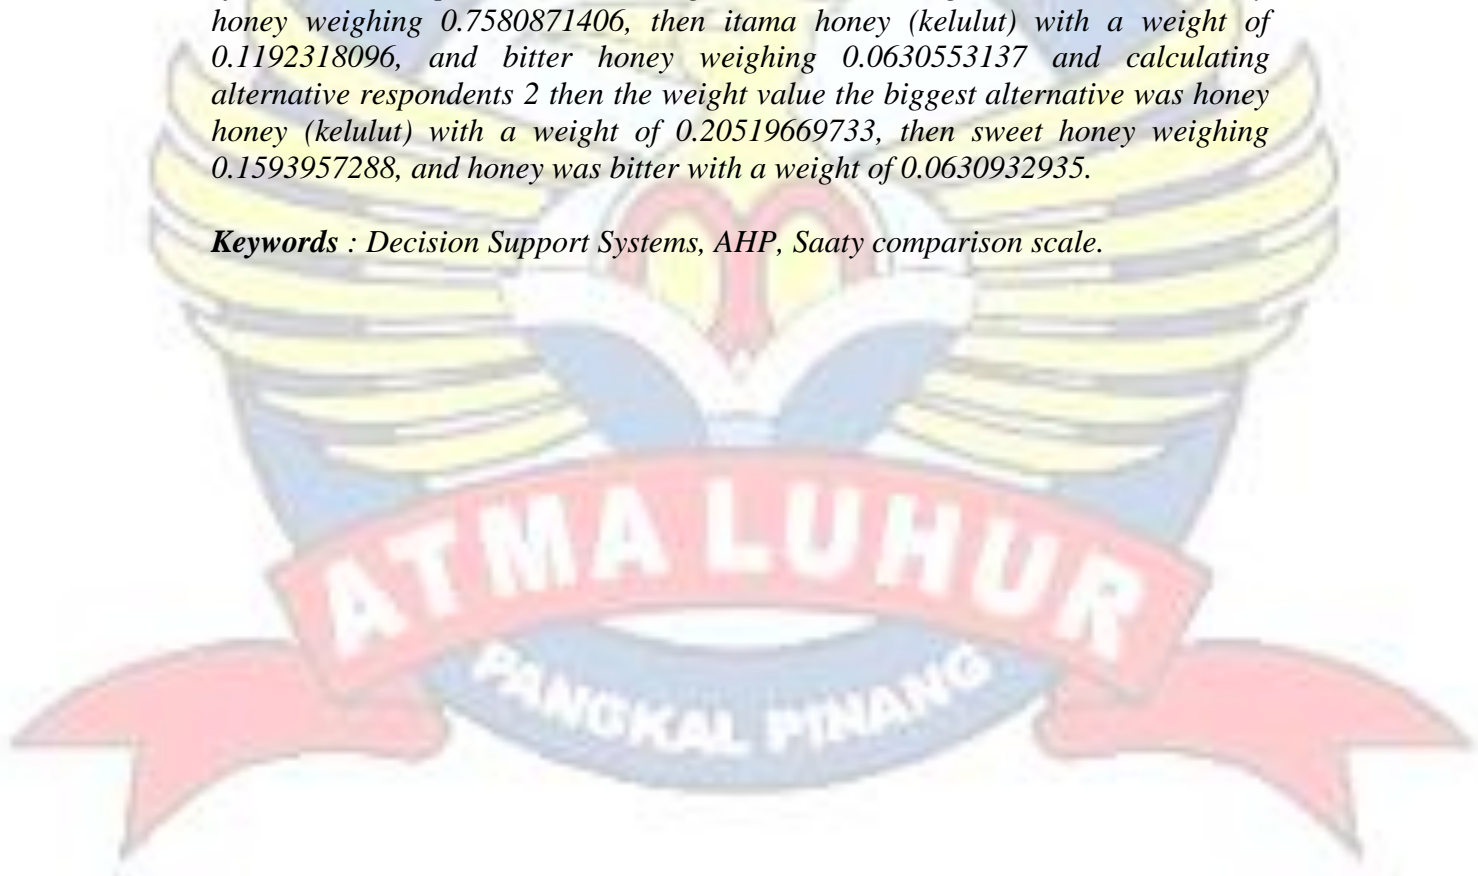 honey weighing 0.7580871406, then itama honey (kelulut) with a weight of
0.1192318096, and bitter honey weighing 0.0630553137 and calculating
alternative respondents 2 then the weight value the biggest alternative was honey
honey (kelulut) with a weight of 0.20519669733, then sweet honey weighing
0.1593957288, and honey was bitter with a weight of 0.0630932935.
Keywords : Decision Support Systems, AHP, Saaty comparison scale.
ATMA LUHUR
PANGKAL PINANG